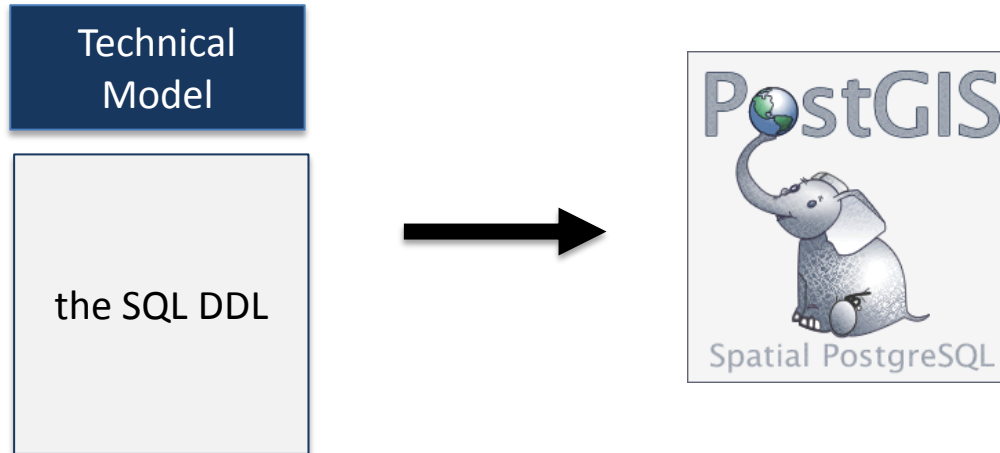 Technical
Model
the SQL DDL
PostGIS
Spatial PostgreSQL